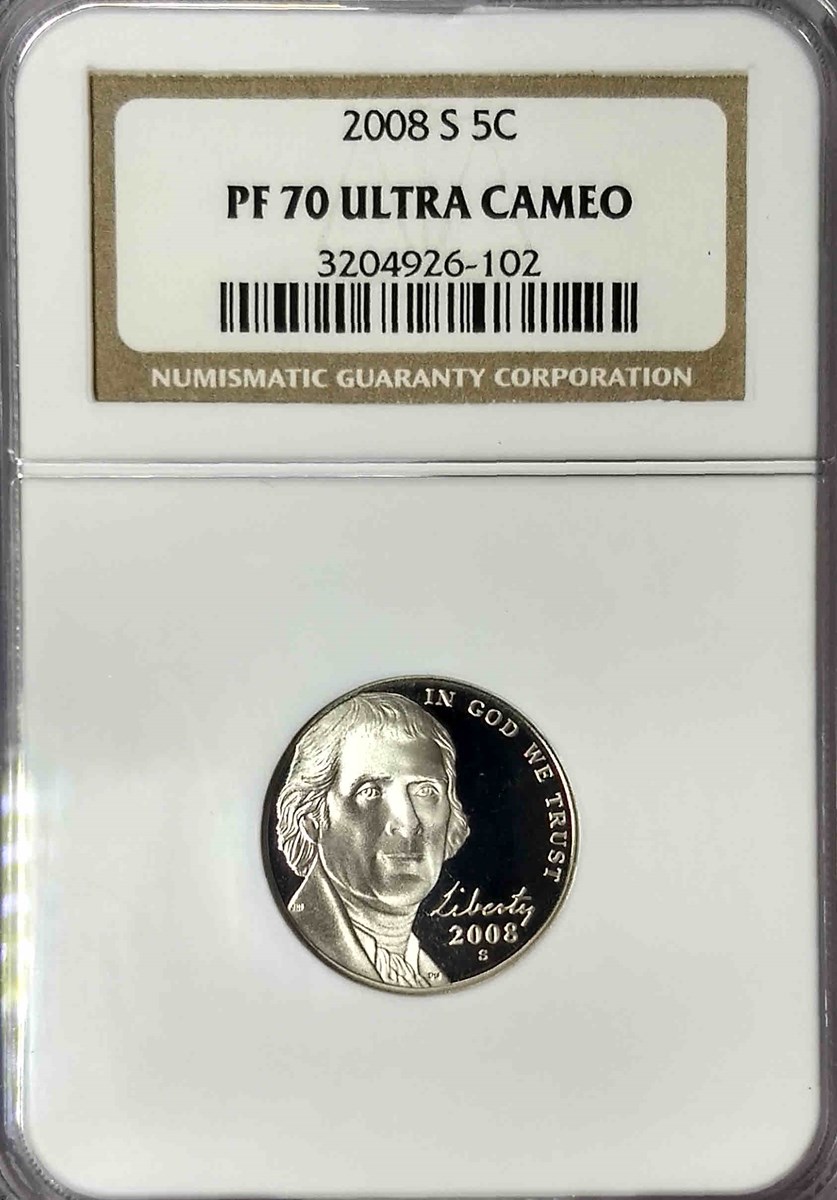 2008 S 5C
PF 70 ULTRA CAMEO
3204926-102
NUMISMATIC GUARANTY CORPORATION
IN GOD WE TRUST
Liberty
2008
S